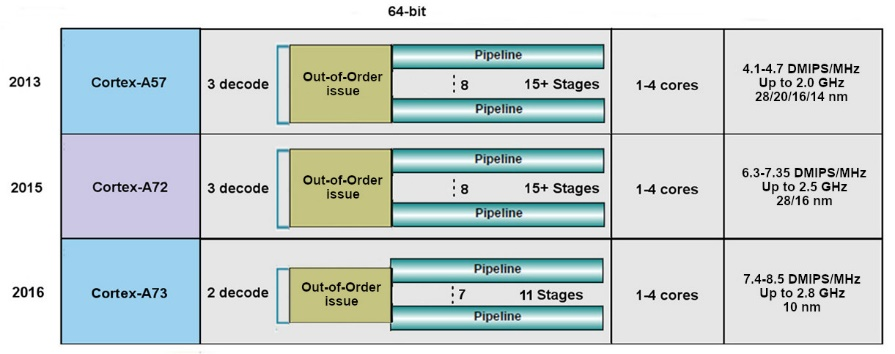 64-bit
2013
Cortex-A57
3 decode
Out-of-Order
issue
Pipeline
8
15+ Stages
Pipeline
1-4 cores
4.1-4.7 DMIPS/MHz
Up to 2.0 GHz
28/20/16/14 nm
2015
Cortex-A72
3 decode
Out-of-Order
issue
Pipeline
8
15+ Stages
Pipeline
1-4 cores
6.3-7.35 DMIPS/MHz
Up to 2.5 GHz
28/16 nm
2016
Cortex-A73
2 decode
Out-of-Order
issue
Pipeline
7
11 Stages
Pipeline
1-4 cores
7.4-8.5 DMIPS/MHz
Up to 2.8 GHz
10 nm